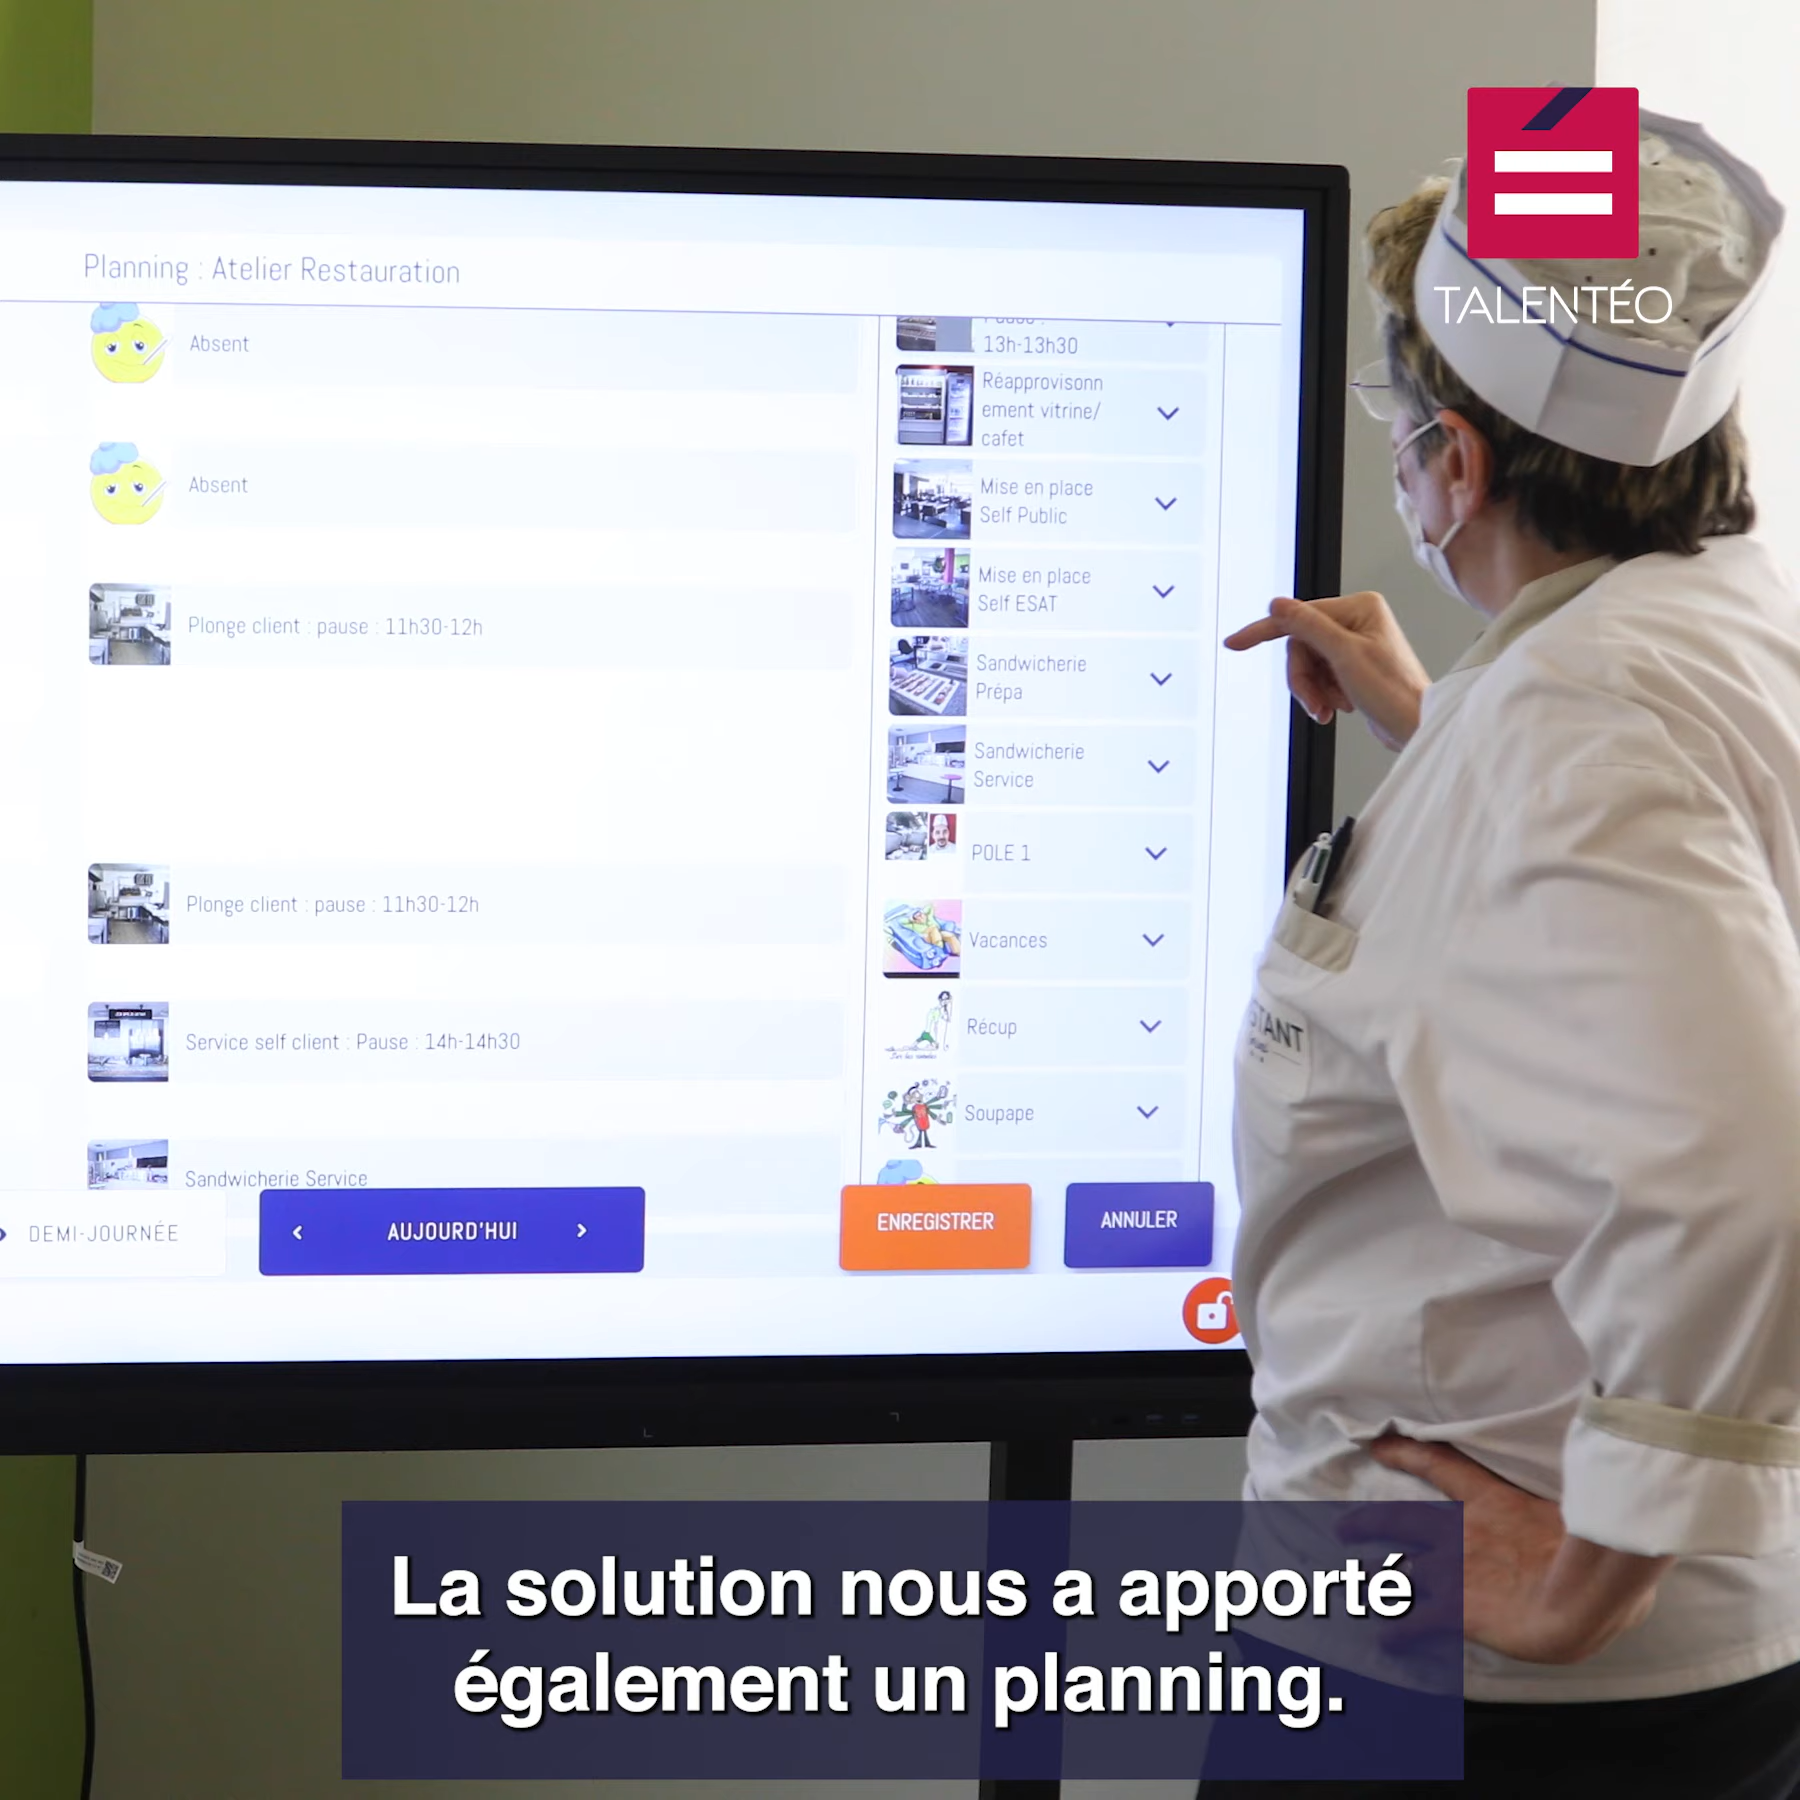 TALENTÉO
Planning : Atelier Restauration
Absent
Absent
Plonge client : pause : 11h30-12h
Plonge client : pause : 11h30-12h
Service self client : Pause : 14h-14h30
Sandwicherie Service
13h-13h30
Réapprovisonn
ement vitrine/
cafet
Mise en place
Self Public
Mise en place
Self ESAT
Sandwicherie
Prépa
Sandwicherie
Service
POLE 1
Vacances
Récup
Soupape
DEMI-JOURNÉE
< AUJOURD'HUI >
ENREGISTRER
ANNULER
La solution nous a apporté
également un planning.